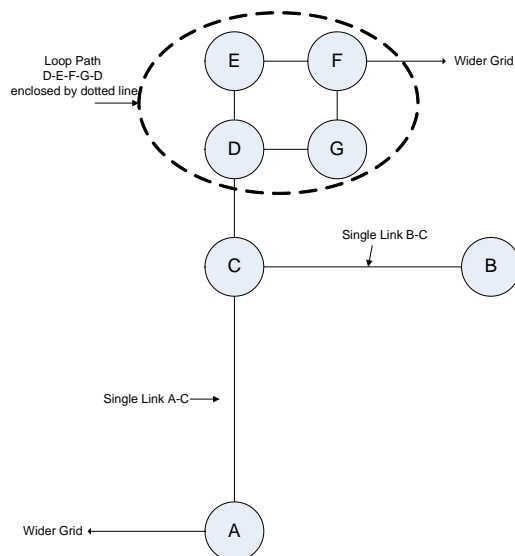 Loop Path
D-E-F-G-D
enclosed by dotted line
E
F
Wider Grid
D
G
Single Link B-C
C
B
Single Link A-C
Wider Grid
A